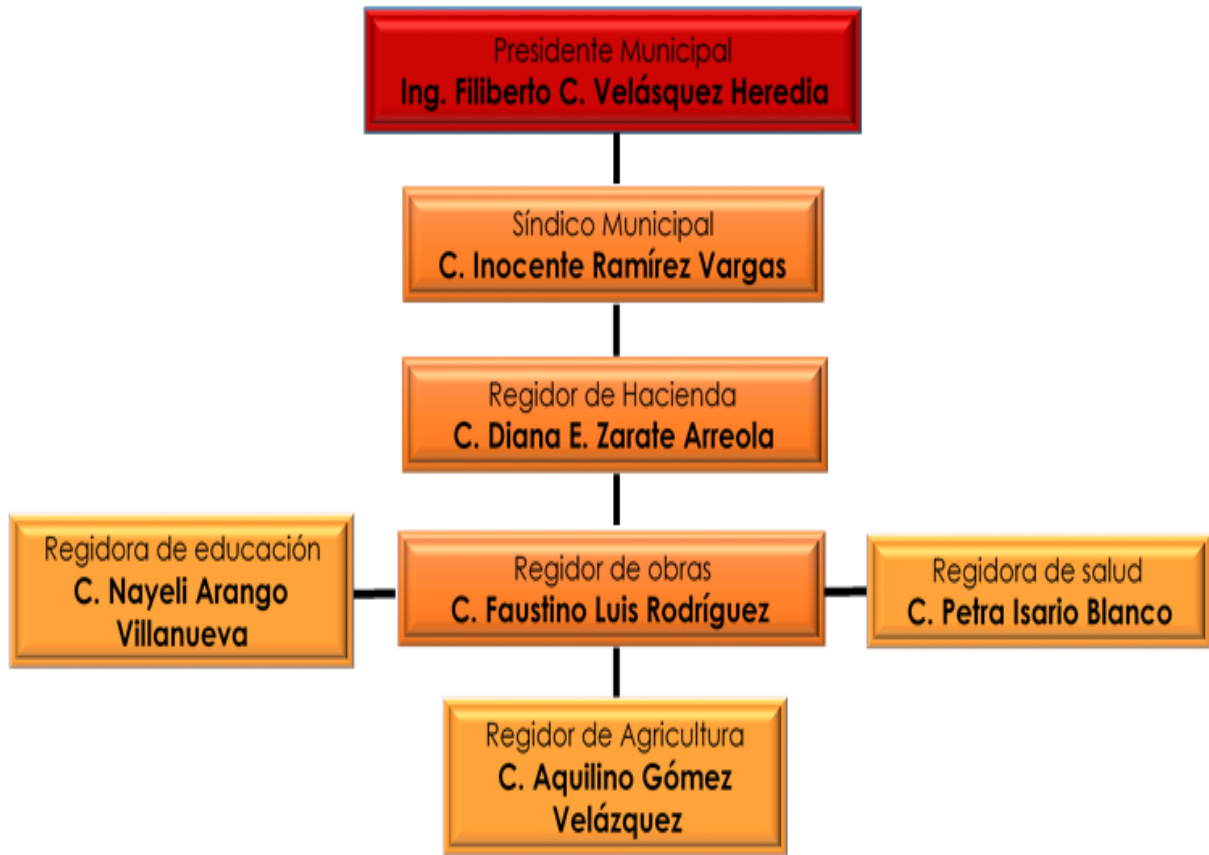 Presidente Municipal
Ing. Filiberto C. Velásquez Heredia
Síndico Municipal
C. Inocente Ramírez Vargas
Regidor de Hacienda
C. Diana E. Zarate Arreola
Regidora de educación
C. Nayeli Arango
Villanueva
Regidor de obras
C. Faustino Luis Rodríguez
Regidora de salud
C. Petra Isario Blanco
Regidor de Agricultura
C. Aquilino Gómez
Velázquez